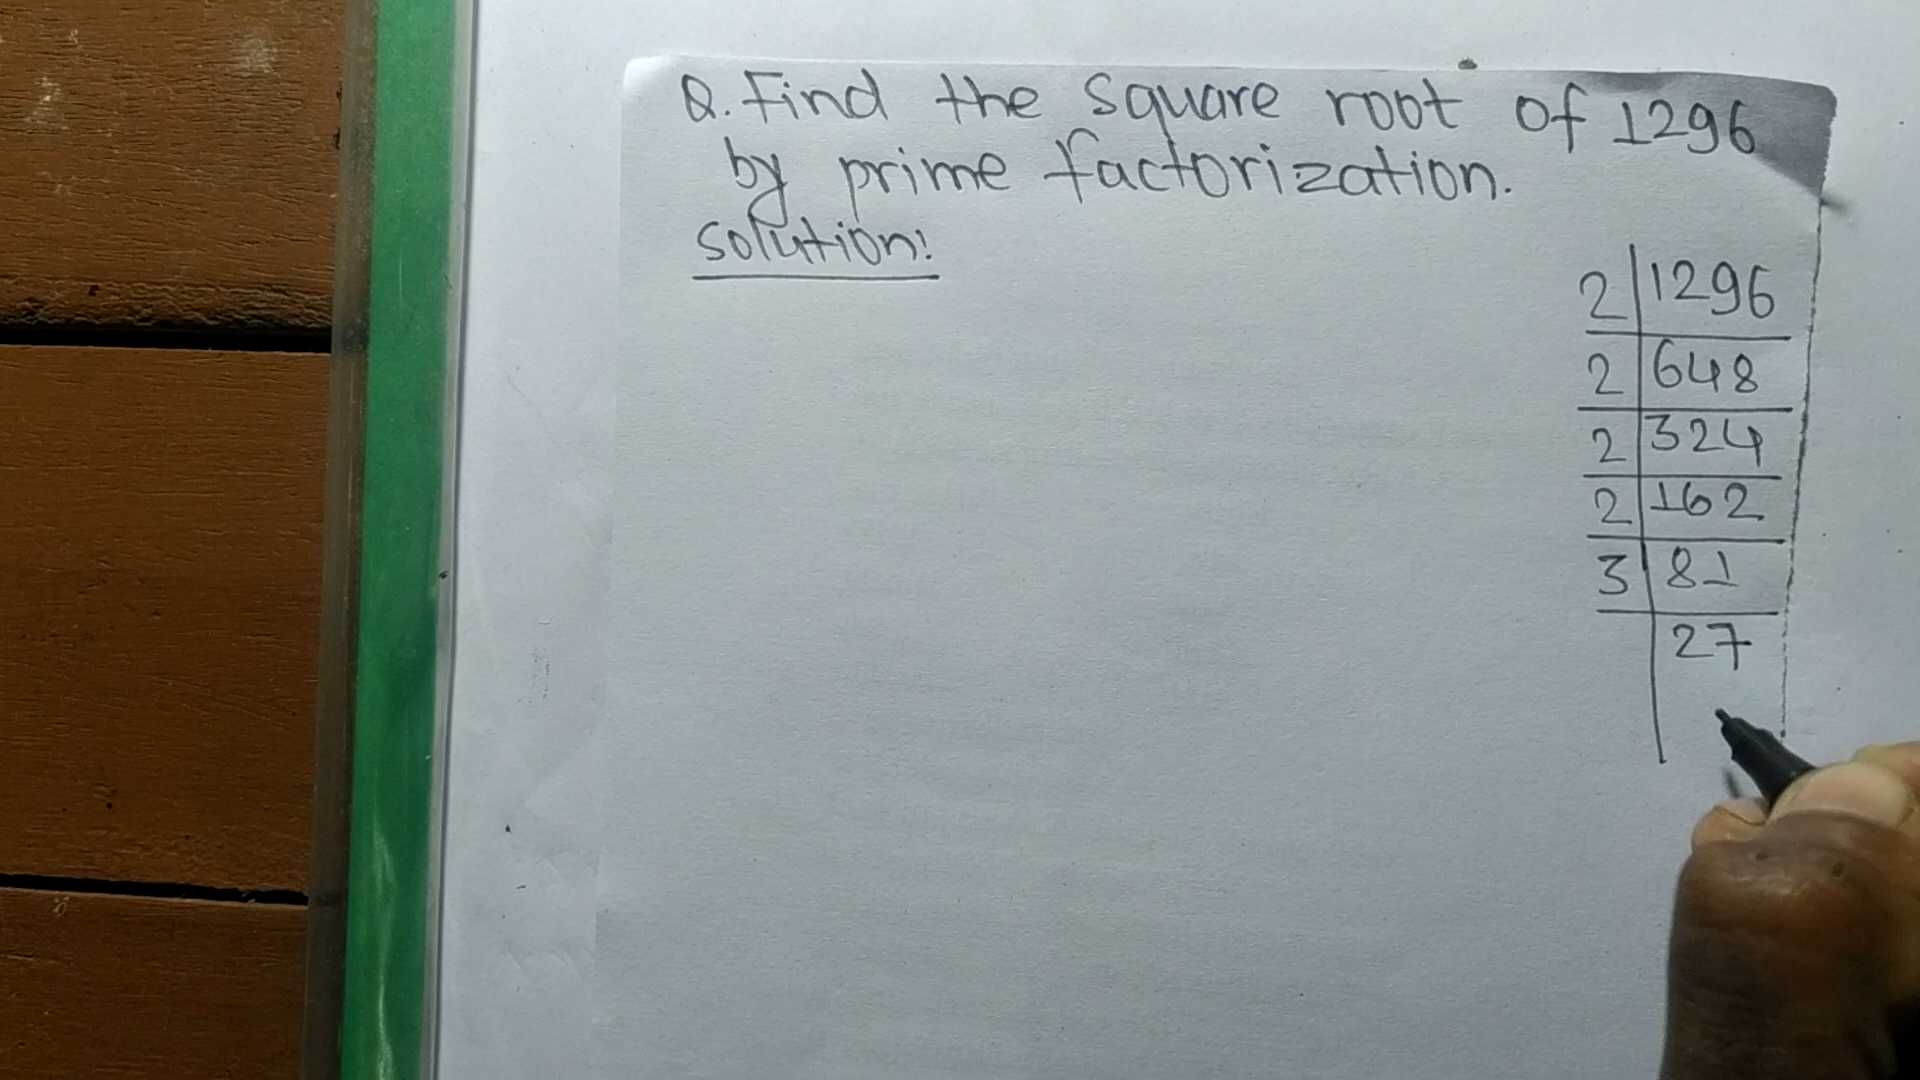 Q. Find the square root of 1296
by prime factorization.
Solution:
2 | 1296
2 | 648
2 | 324
2 | 162
3 | 81
| 27